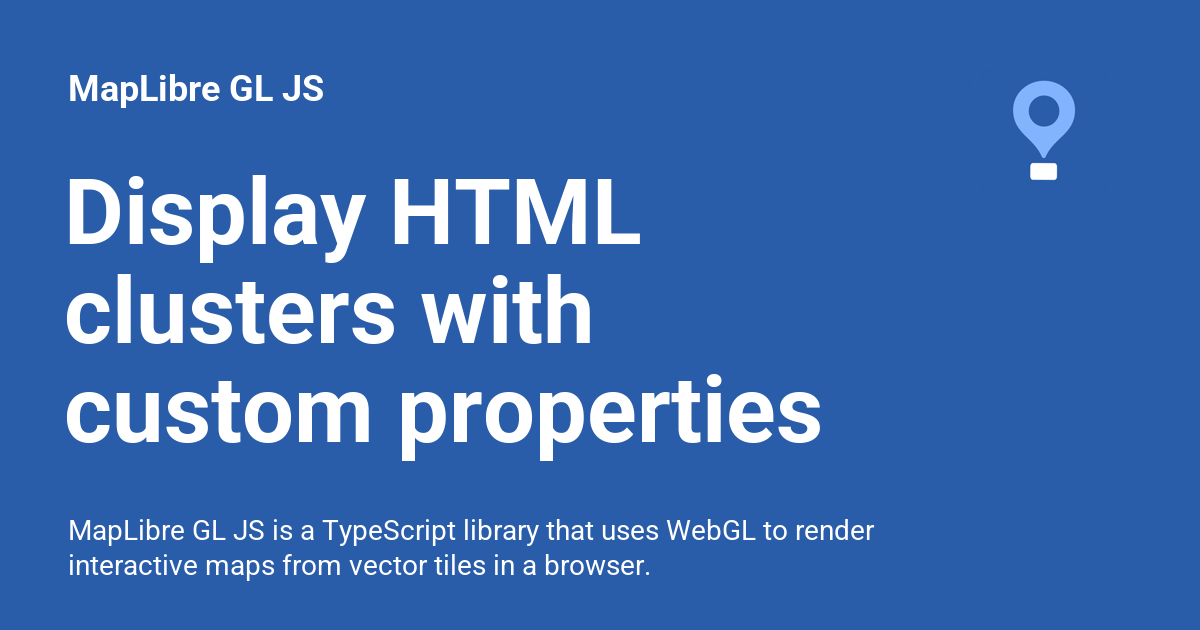 MapLibre GL JS
Display HTML
clusters with
custom properties
MapLibre GL JS is a TypeScript library that uses WebGL to render
interactive maps from vector tiles in a browser.